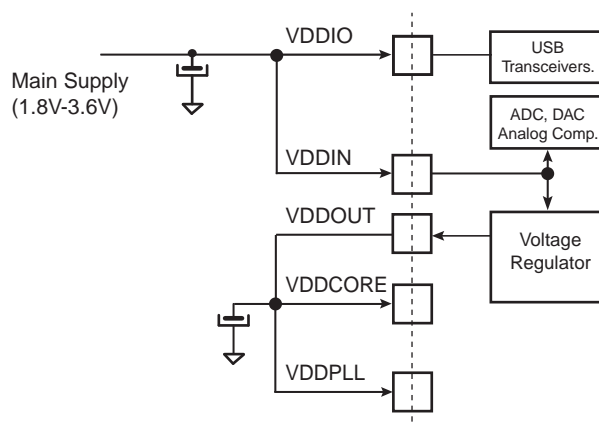 VDDIO
USB
Transceivers.
Main Supply
(1.8V-3.6V)
ADC, DAC
Analog Comp.
VDDIN
VDDOUT
Voltage
Regulator
VDDCORE
VDDPLL